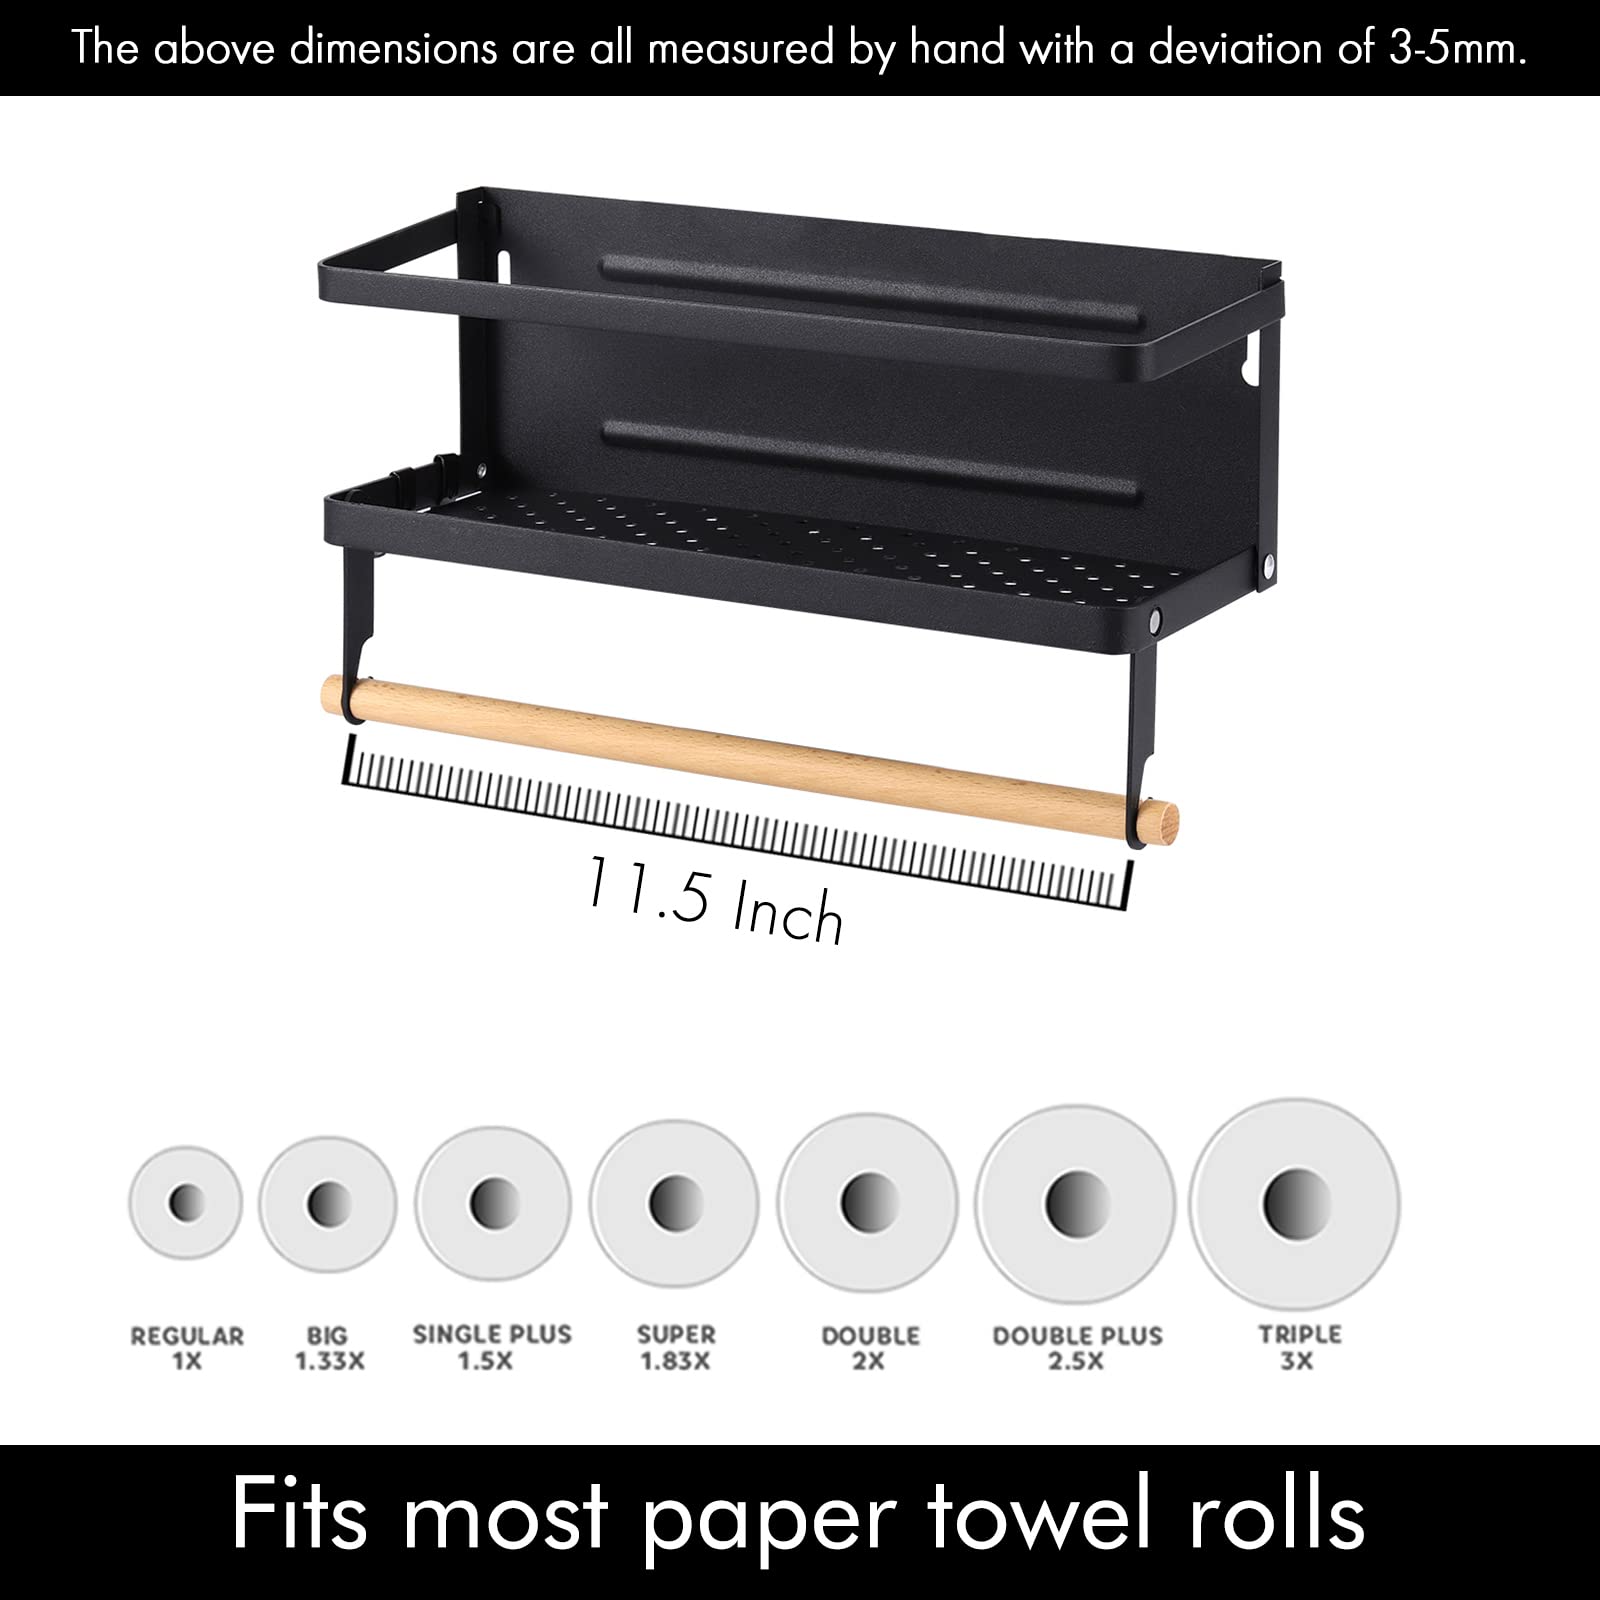 The above dimensions are all measured by hand with a deviation of 3-5mm.
11.5 Inch
REGULAR
1X
BIG
1.33X
SINGLE PLUS
1.5X
SUPER
1.83X
DOUBLE
2X
DOUBLE PLUS
2.5X
TRIPLE
3X
Fits most paper towel rolls